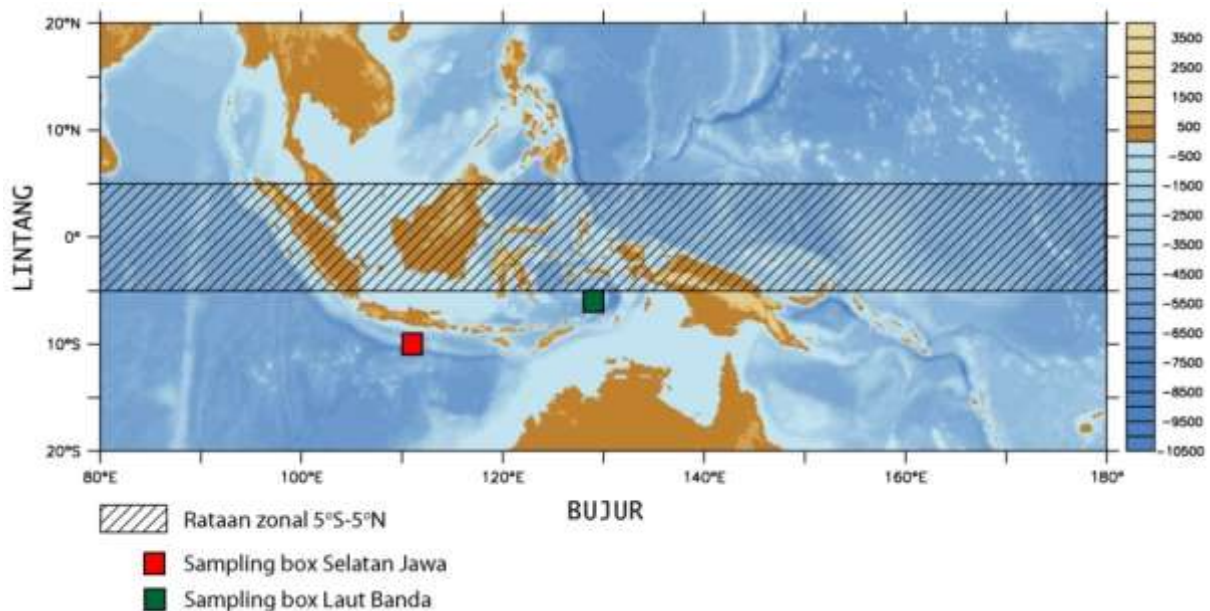 20°N
10°N
0°
10°S
20°S
LINTANG
80°E 100°E 120°E 140°E 160°E 180°
BUJUR
3500
2500
1500
500
-500
-1500
-2500
-3500
-4500
-5500
-6500
-7500
-8500
-9500
-10500
Rataan zonal 5°S-5°N
Sampling box Selatan Jawa
Sampling box Laut Banda